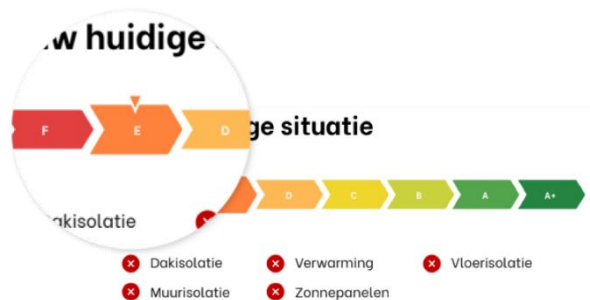 w huidige
F E D
akisolatie
ge situatie
D C B A A+
Dakisolatie Verwarming Vloerisolatie
Muurisolatie Zonnepanelen